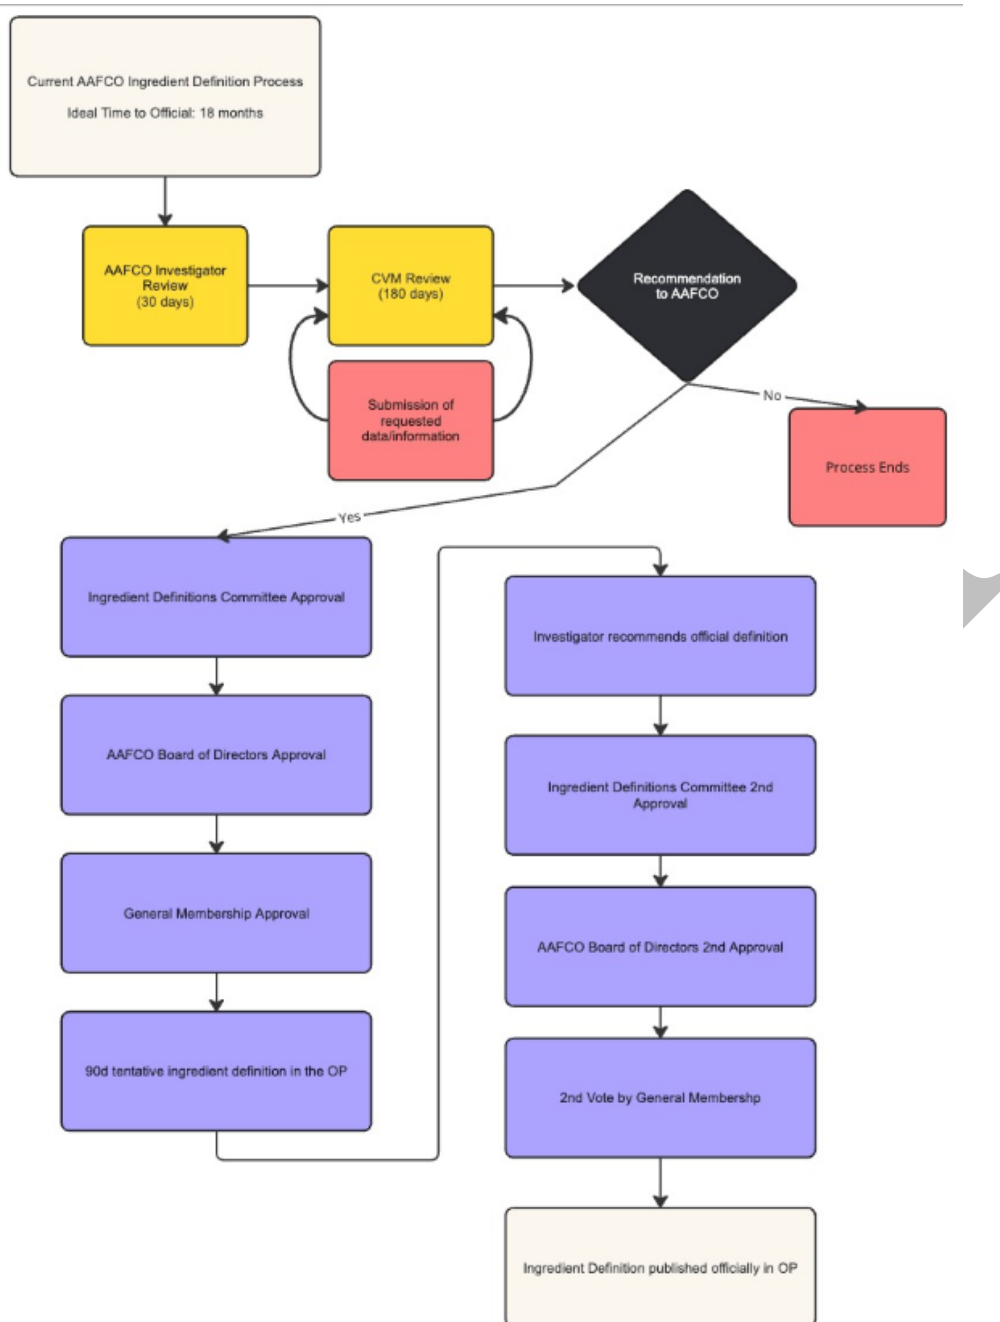 Current AAFCO Ingredient Definition Process
Ideal Time to Official: 18 months
AAFCO Investigator
Review
(30 days)
CVM Review
(180 days)
Recommendation
to AAFCO
Submission of
requested
data/information
No
Process Ends
Yes
Ingredient Definitions Committee Approval
AAFCO Board of Directors Approval
General Membership Approval
90d tentative ingredient definition in the OP
Investigator recommends official definition
Ingredient Definitions Committee 2nd
Approval
AAFCO Board of Directors 2nd Approval
2nd Vote by General Membershp
Ingredient Definition published officially in OP